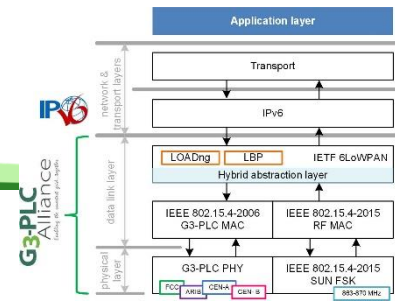 Application layer
network &
transport layers
Transport
IPv6
IPv6
G3-PLC
Alliance
data link layer
LOADng
LBP
IETF 6LoWPAN
Hybrid abstraction layer
IEEE 802.15.4-2006
G3-PLC MAC
IEEE 802.15.4-2015
RF MAC
physical
layer
G3-PLC PHY
IEEE 802.15.4-2015
SUN FSK
FCC
ARIB
CEN-A
CEN-B
863-870 MHz